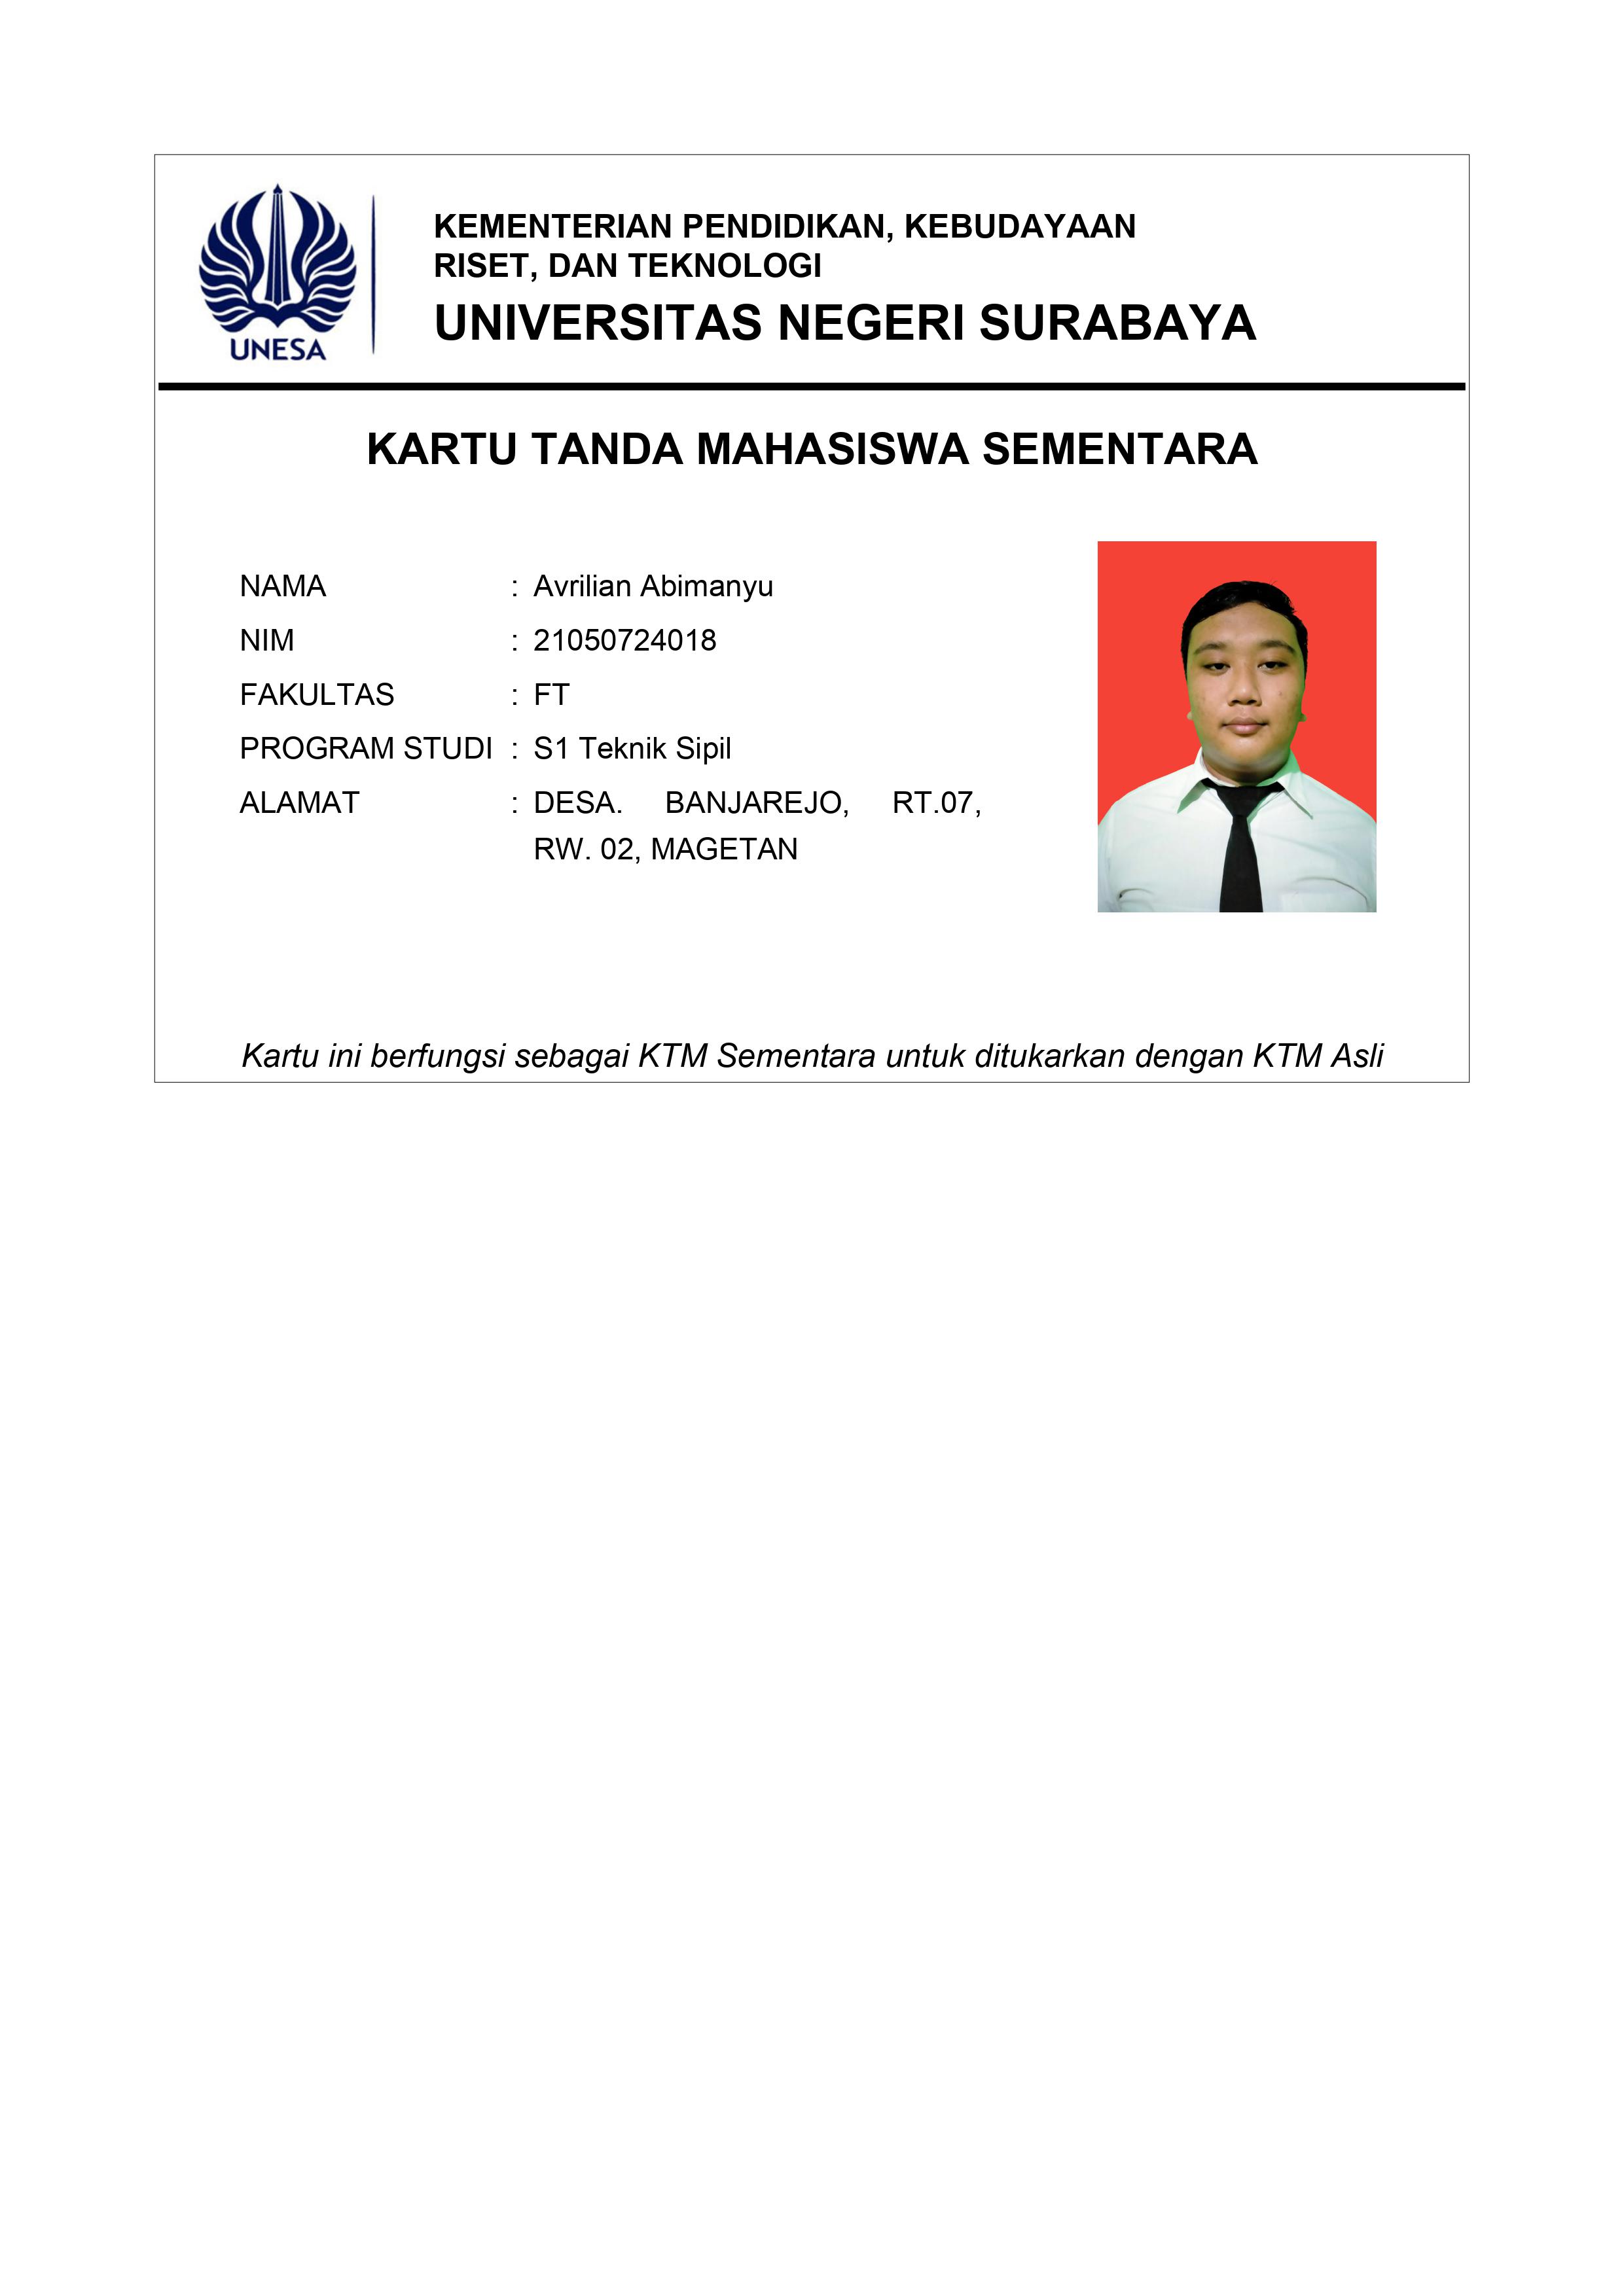 UNESA
KEMENTERIAN PENDIDIKAN, KEBUDAYAAN
RISET, DAN TEKNOLOGI
UNIVERSITAS NEGERI SURABAYA
KARTU TANDA MAHASISWA SEMENTARA
NAMA : Avrilian Abimanyu
NIM : 21050724018
FAKULTAS : FT
PROGRAM STUDI : S1 Teknik Sipil
ALAMAT : DESA. BANJAREJO, RT.07,
RW. 02, MAGETAN
Kartu ini berfungsi sebagai KTM Sementara untuk ditukarkan dengan KTM Asli